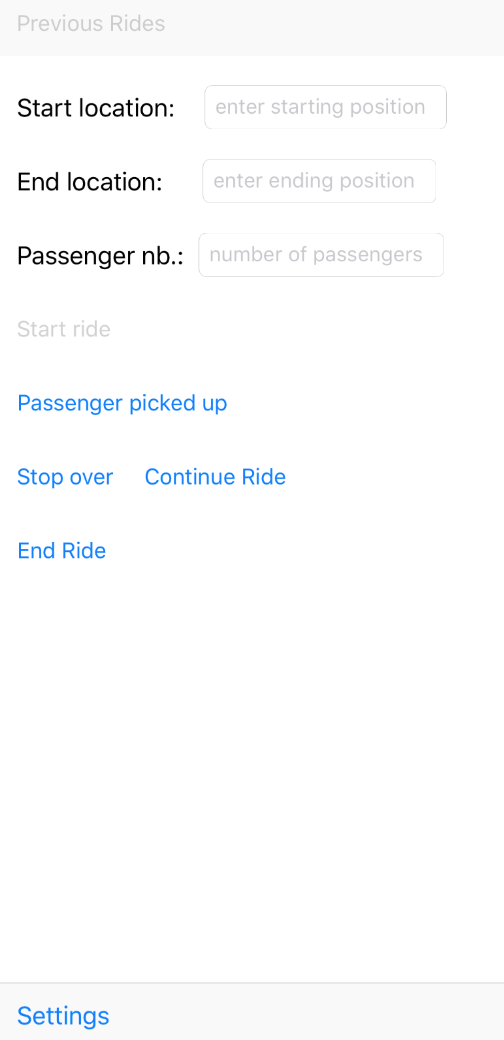 Previous Rides
Start location: enter starting position
End location: enter ending position
Passenger nb.: number of passengers
Start ride
Passenger picked up
Stop over Continue Ride
End Ride
Settings